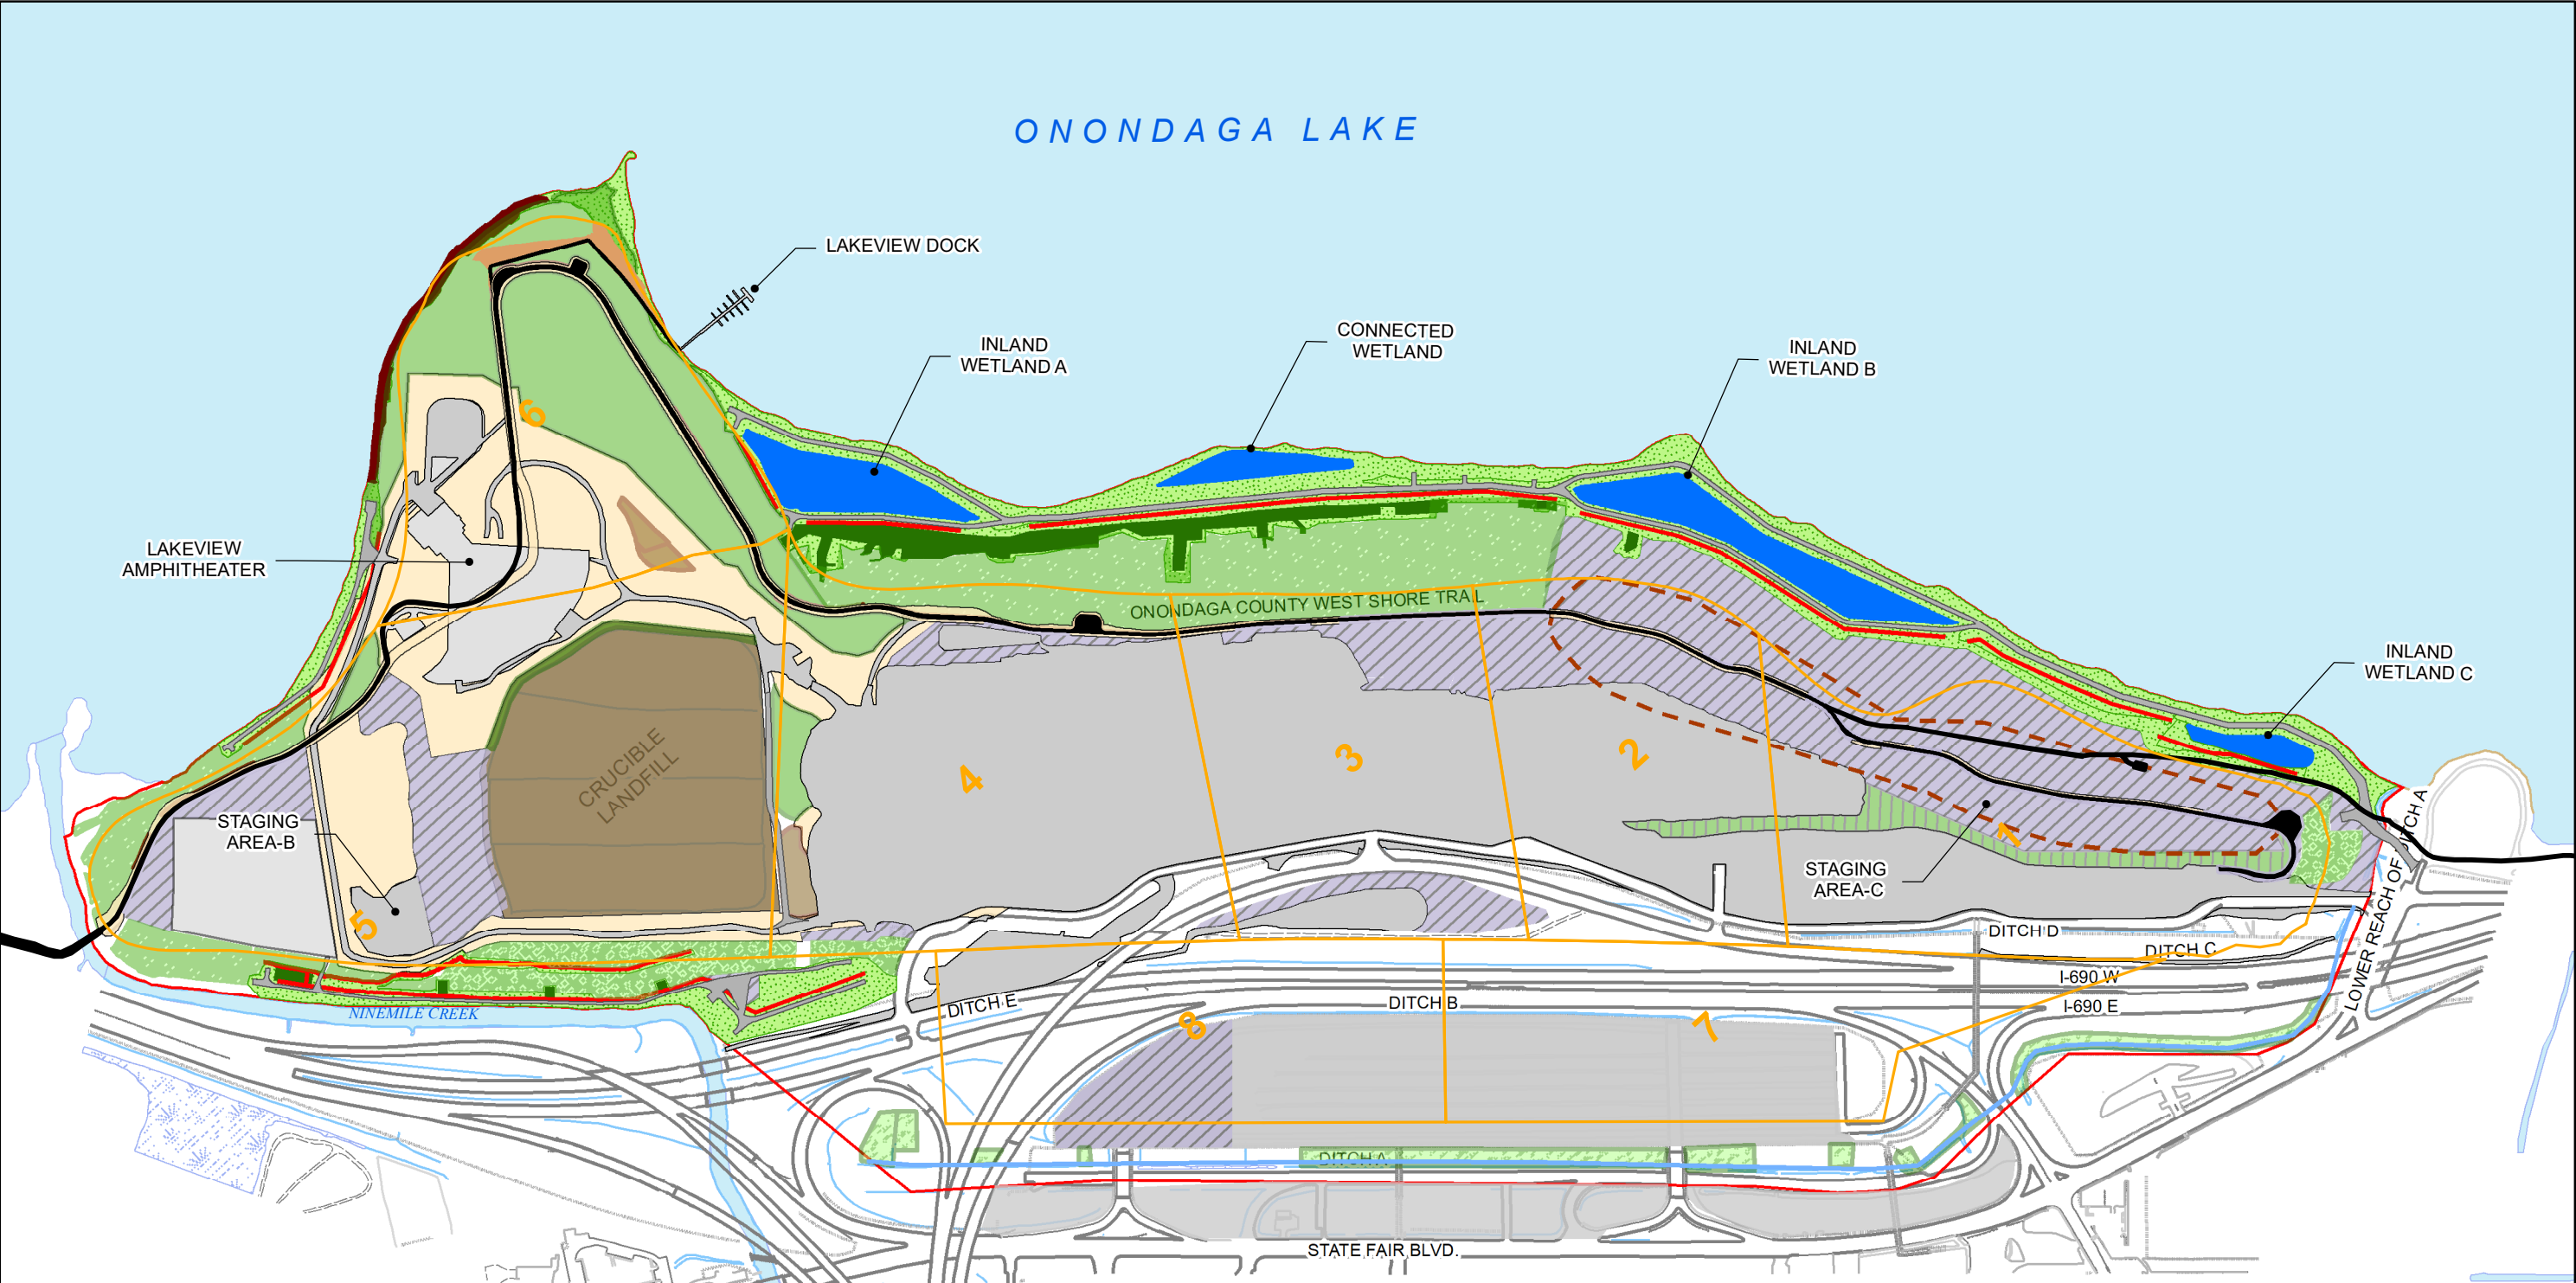 ONONDAGA LAKE
LAKEVIEW DOCK
INLAND
WETLAND A
CONNECTED
WETLAND
INLAND
WETLAND B
6
LAKEVIEW
AMPHITHEATER
ONONDAGA COUNTY WEST SHORE TRAIL
INLAND
WETLAND C
CRUCIBLE
LANDFILL
4
3
2
1
STAGING
AREA-B
5
STAGING
AREA-C
LOWER REACH OF DITCH A
DITCH D
DITCH C
I-690 W
I-690 E
NINEMILE CREEK
DITCH E
DITCH B
8
7
DITCH A
STATE FAIR BLVD.